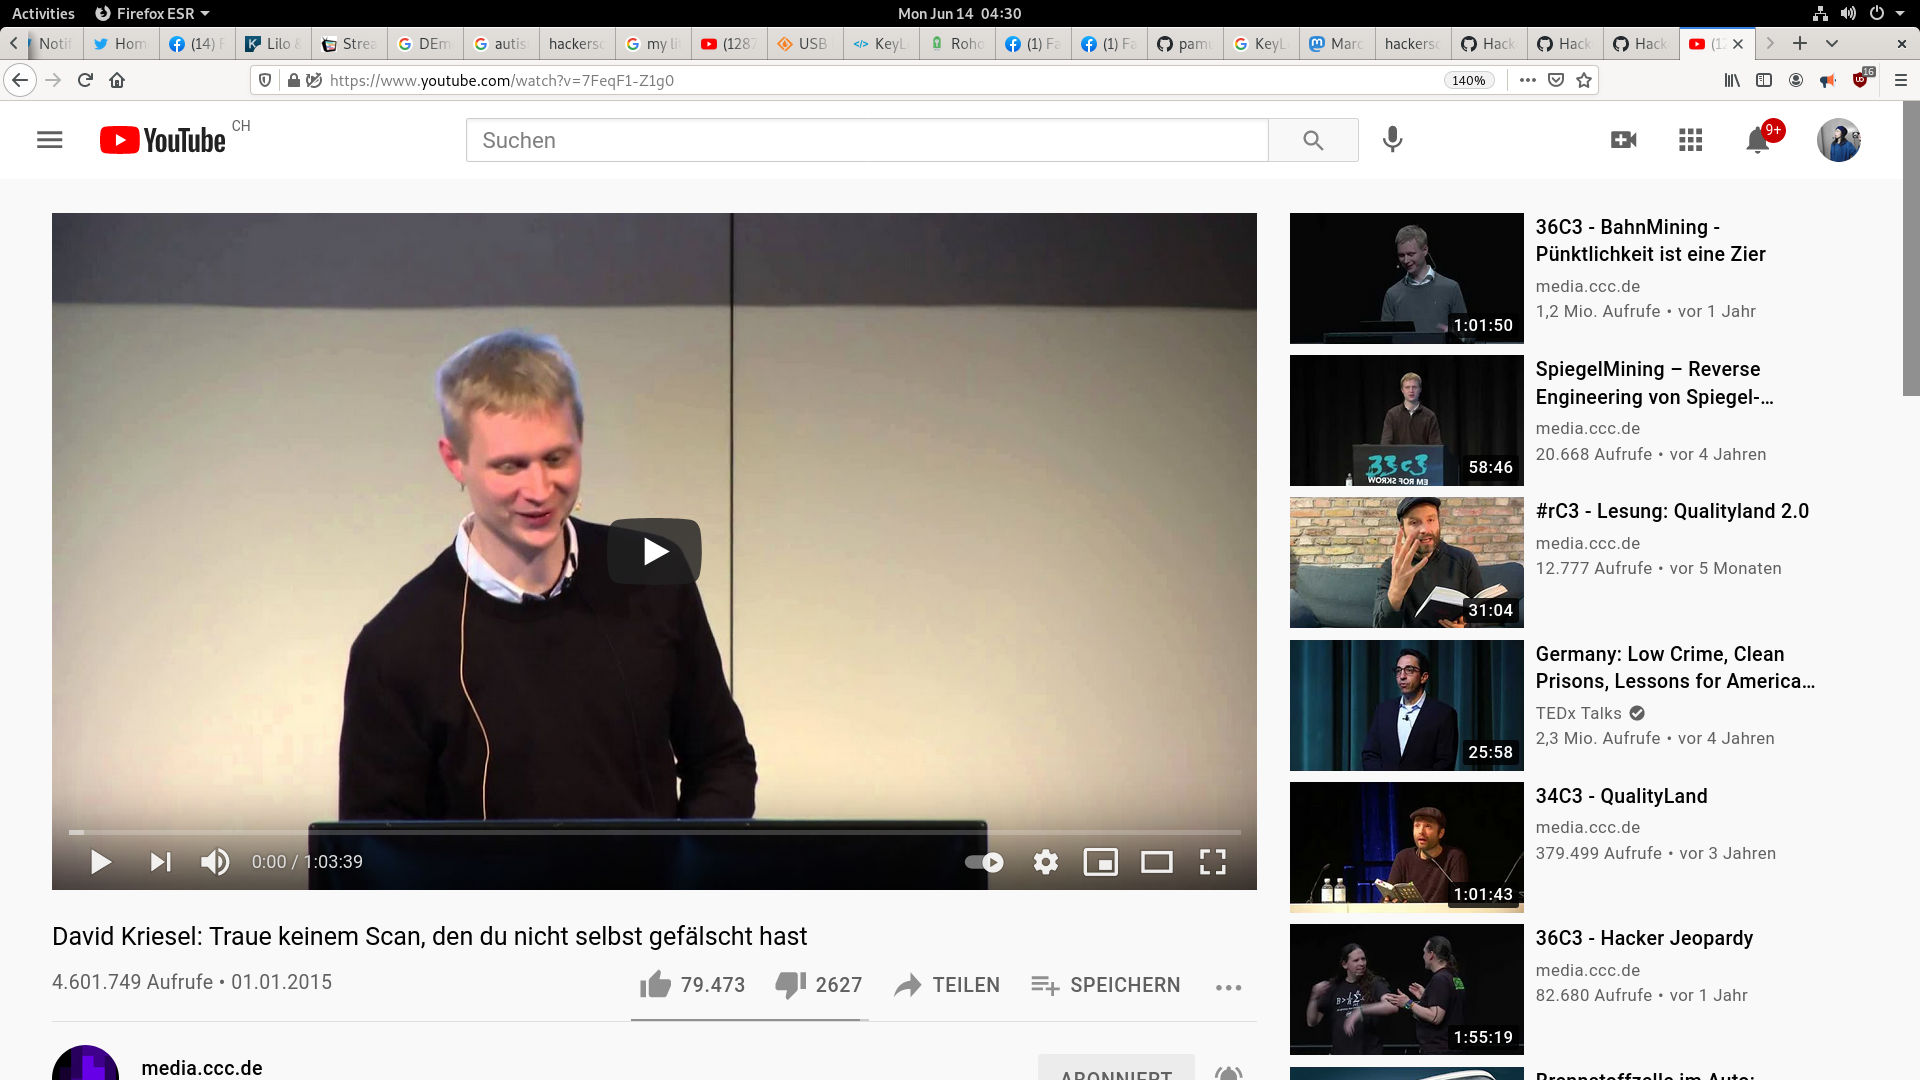 Activities
Firefox ESR
Mon Jun 14 04:30
Notif
Hom
(14) F
Lilo &
Strea
DEm
autis
hackersc
my li
(1287
USB
KeyL
Roho
(1) Fa
(1) Fa
pam
KeyL
Marc
hackersc
Hack
Hack
Hack
https://www.youtube.com/watch?v=7FeqF1-Z1g0
140%
16
YouTube
CH
Suchen
9+
36C3 - BahnMining -
Pünktlichkeit ist eine Zier
media.ccc.de
1,2 Mio. Aufrufe • vor 1 Jahr
1:01:50
SpiegelMining – Reverse
Engineering von Spiegel-...
media.ccc.de
20.668 Aufrufe • vor 4 Jahren
58:46
#rC3 - Lesung: Qualityland 2.0
media.ccc.de
12.777 Aufrufe • vor 5 Monaten
31:04
Germany: Low Crime, Clean
Prisons, Lessons for America...
TEDx Talks
2,3 Mio. Aufrufe • vor 4 Jahren
25:58
34C3 - QualityLand
media.ccc.de
379.499 Aufrufe • vor 3 Jahren
1:01:43
36C3 - Hacker Jeopardy
media.ccc.de
82.680 Aufrufe • vor 1 Jahr
1:55:19
Brennstoffzelle im Auto:
0:00 / 1:03:39
David Kriesel: Traue keinem Scan, den du nicht selbst gefälscht hast
4.601.749 Aufrufe • 01.01.2015
79.473
2627
TEILEN
SPEICHERN
media.ccc.de
ABONNIERT